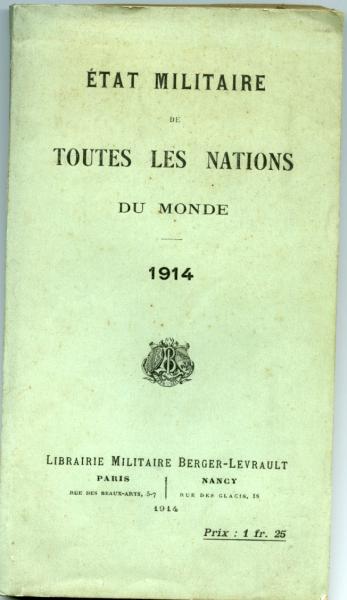 ÉTAT MILITAIRE
DE
TOUTES LES NATIONS
DU MONDE
1914
LIBRAIRIE MILITAIRE BERGER-LEVRAULT
PARIS
RUE DES BEAUX-ARTS, 5-7
NANCY
RUE DES GLACIS, 18
1914
Prix : 1 fr. 25